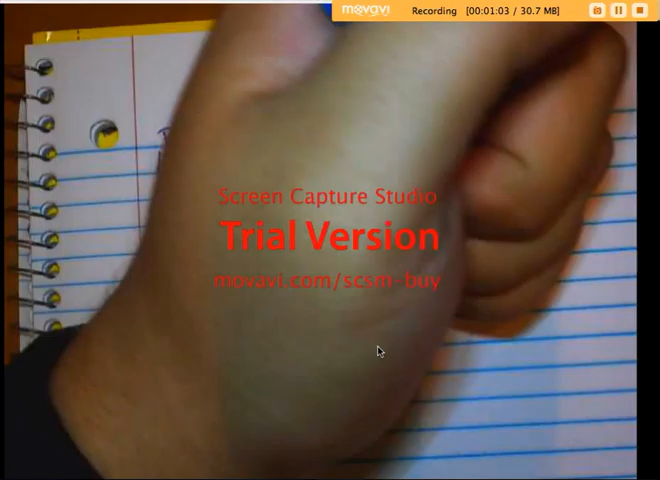 movavi Recording [00:01:03 / 30.7 MB]
Screen Capture Studio
Trial Version
movavi.com/scsm-buy